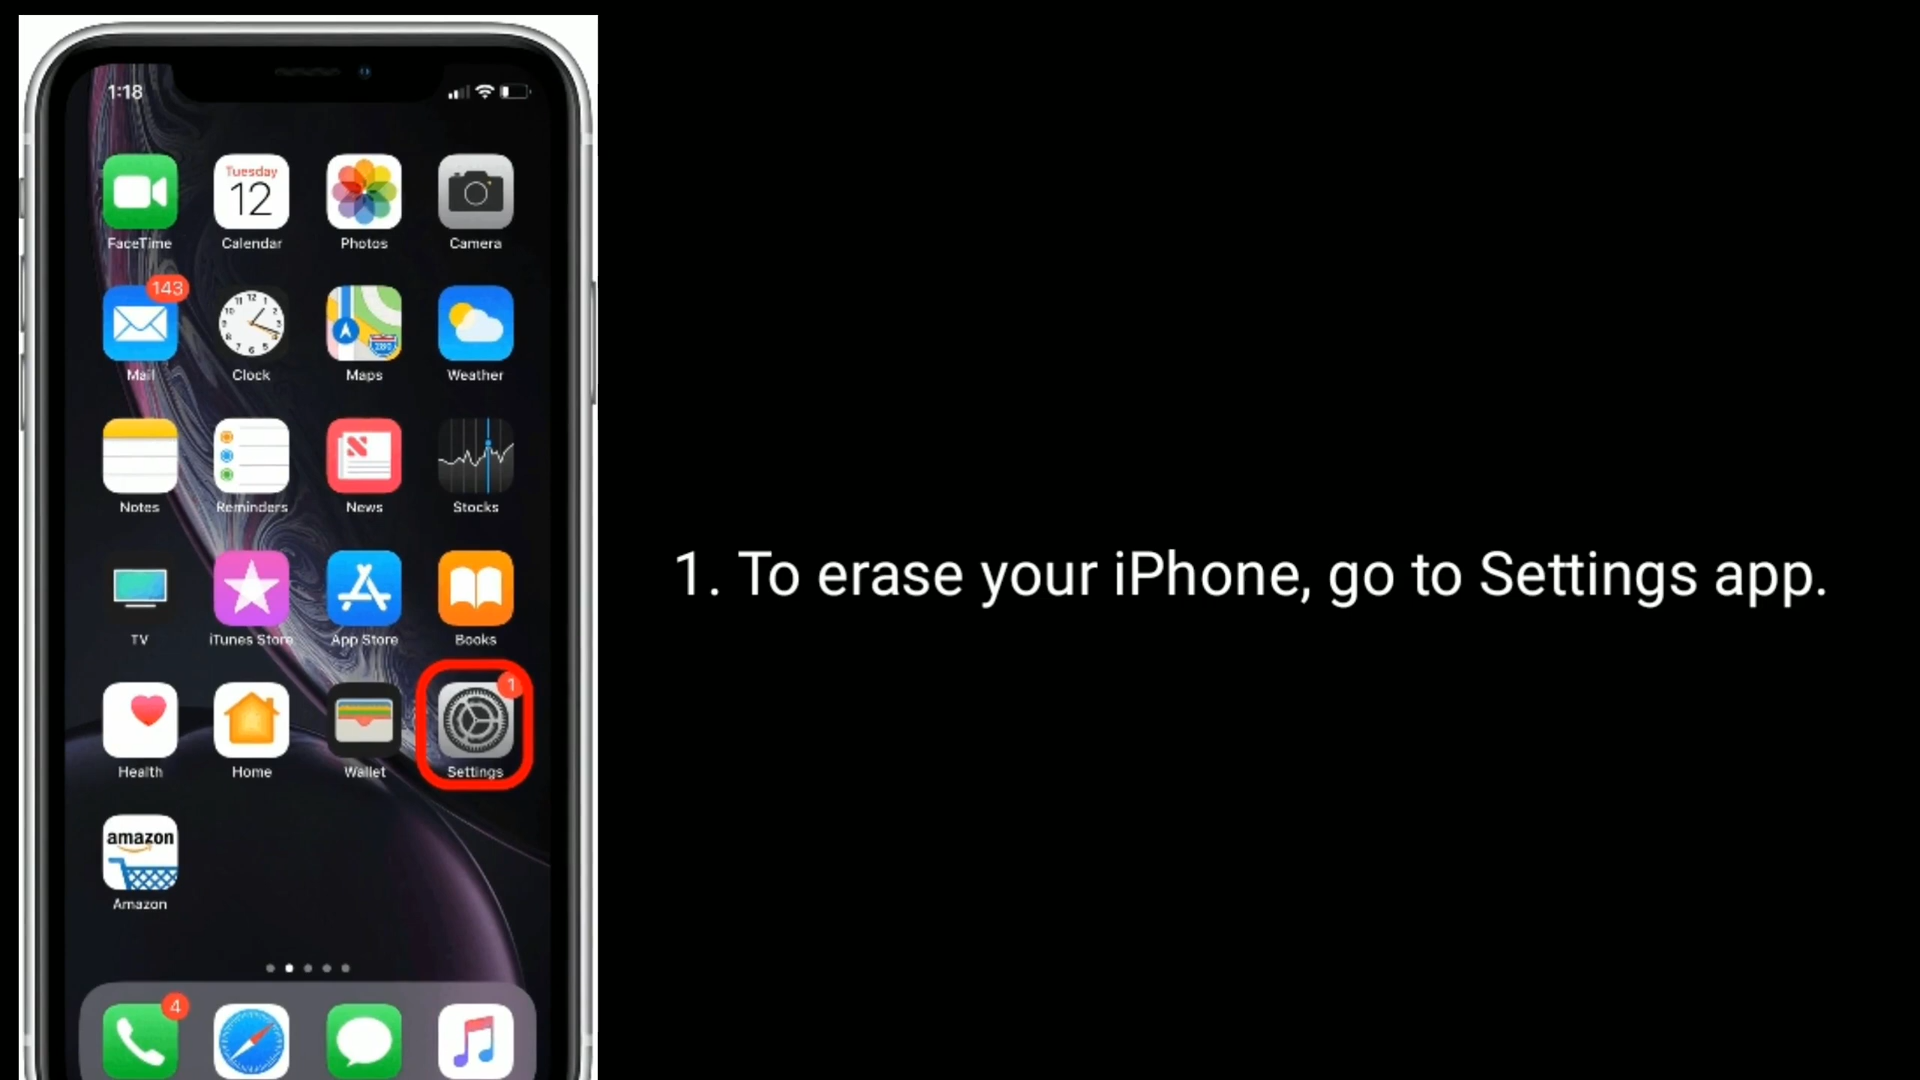 1:18
Tuesday
12
FaceTime
Calendar
Photos
Camera
143
Mail
Clock
Maps
Weather
Notes
Reminders
News
Stocks
TV
iTunes Store
App Store
Books
1
Health
Home
Wallet
Settings
amazon
Amazon
4
1. To erase your iPhone, go to Settings app.